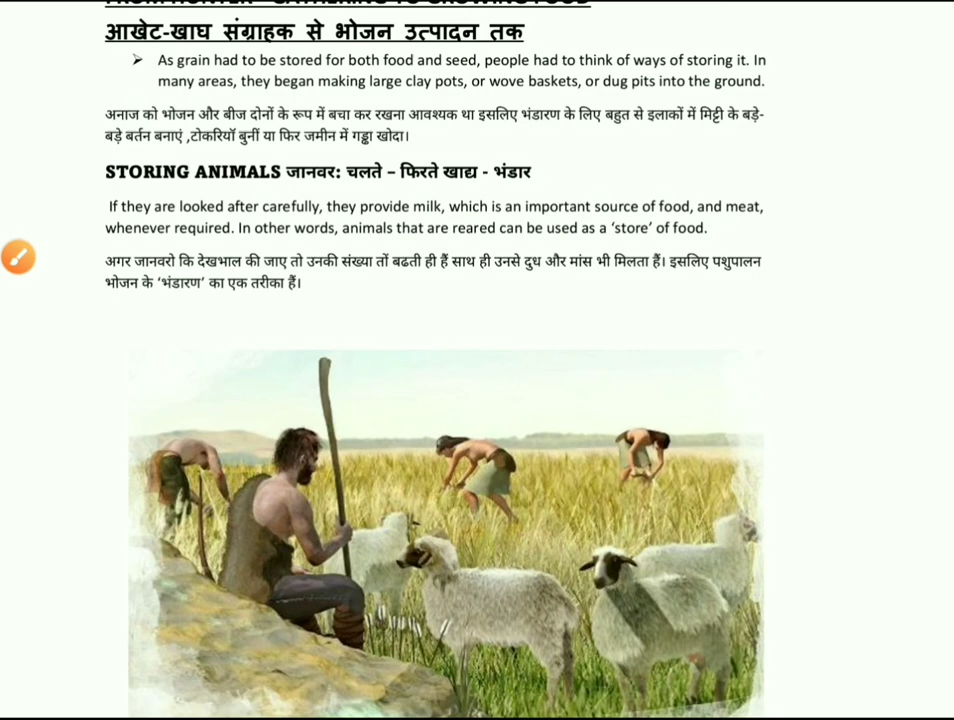 आखेट-खाघ संग्राहक से भोजन उत्पादन तक
➤ As grain had to be stored for both food and seed, people had to think of ways of storing it. In
many areas, they began making large clay pots, or wove baskets, or dug pits into the ground.
अनाज को भोजन और बीज दोनों के रूप में बचा कर रखना आवश्यक था इसलिए भंडारण के लिए बहुत से इलाकों में मिट्टी के बड़े-
बड़े बर्तन बनाएं ,टोकरियॉ बुनीं या फिर जमीन में गड्ढा खोदा।
STORING ANIMALS जानवर: चलते – फिरते खाद्य - भंडार
If they are looked after carefully, they provide milk, which is an important source of food, and meat,
whenever required. In other words, animals that are reared can be used as a ‘store’ of food.
अगर जानवरो कि देखभाल की जाए तो उनकी संख्या तों बढती ही हैं साथ ही उनसे दुध और मांस भी मिलता हैं। इसलिए पशुपालन
भोजन के ‘भंडारण’ का एक तरीका हैं।